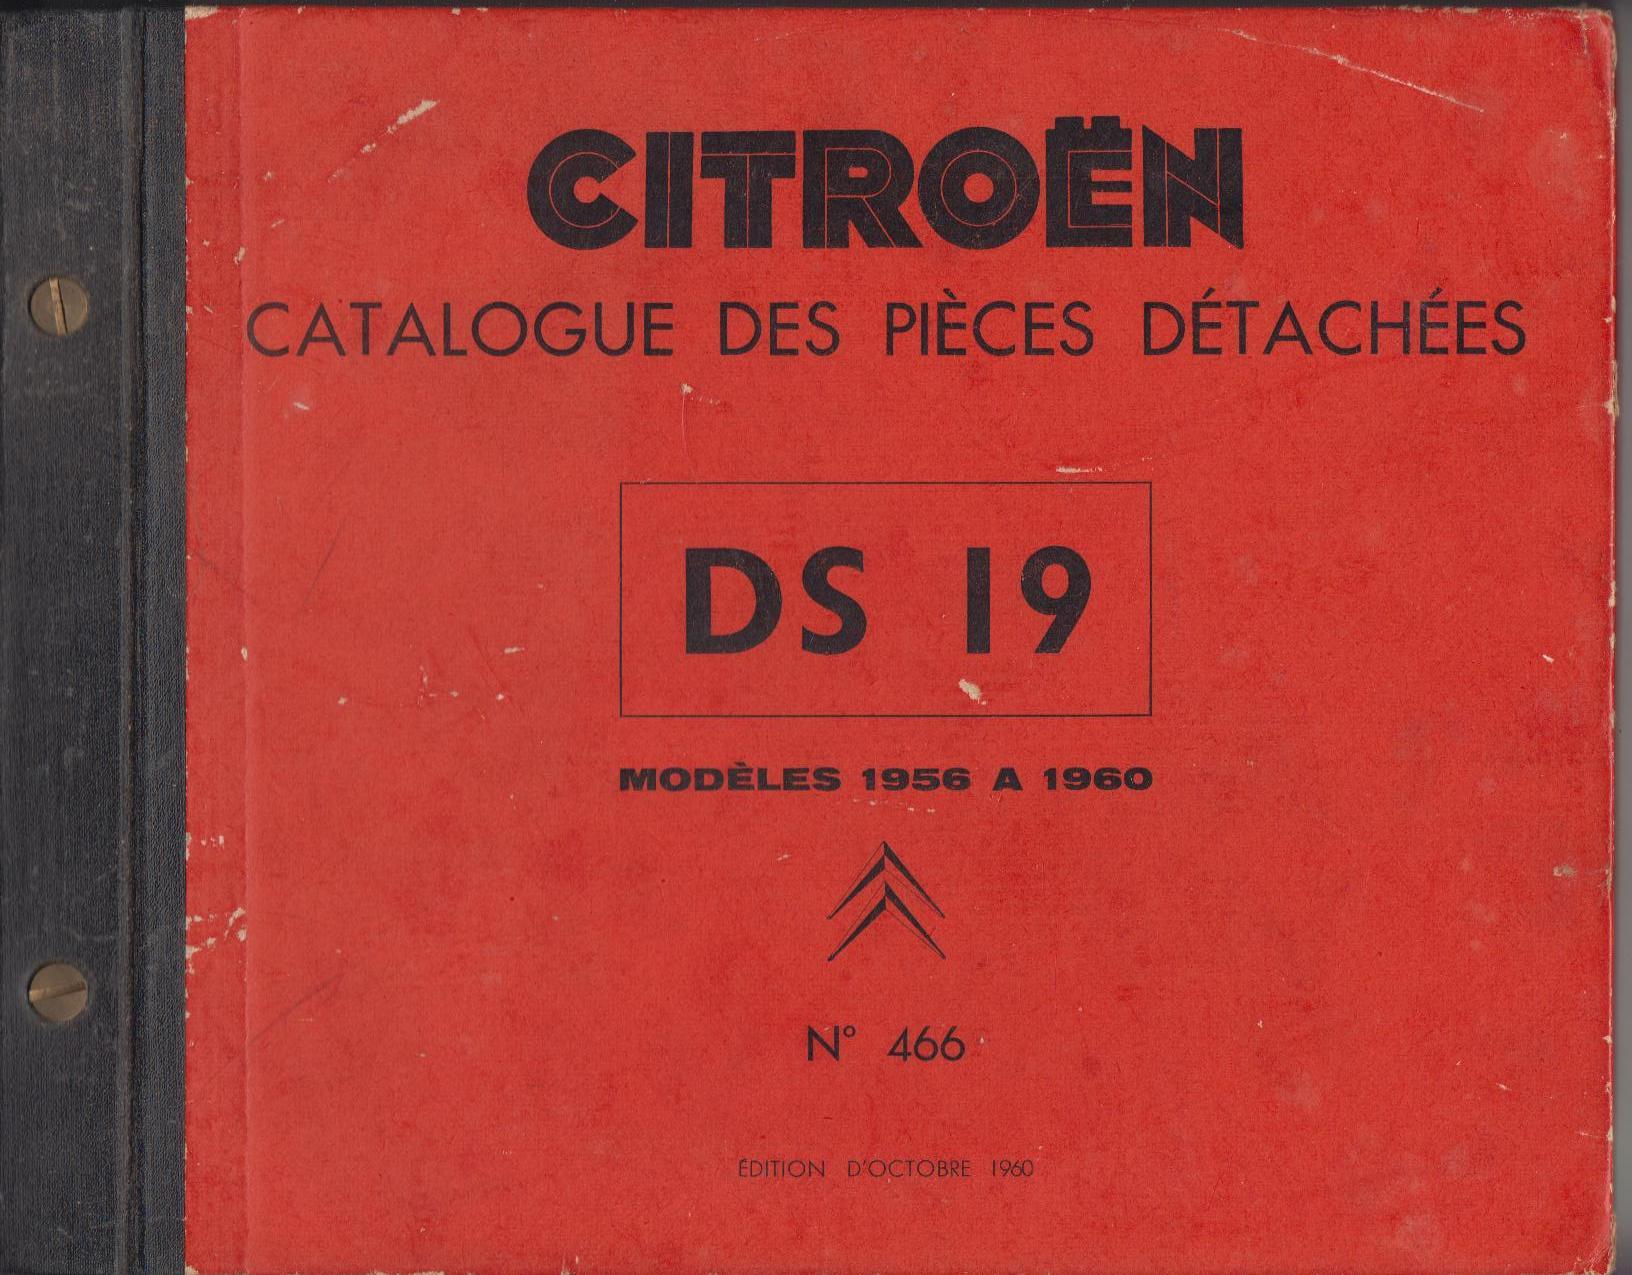 CITROËN
CATALOGUE DES PIÈCES DÉTACHÉES
DS 19
MODÈLES 1956 A 1960
N° 466
ÉDITION D'OCTOBRE 1960